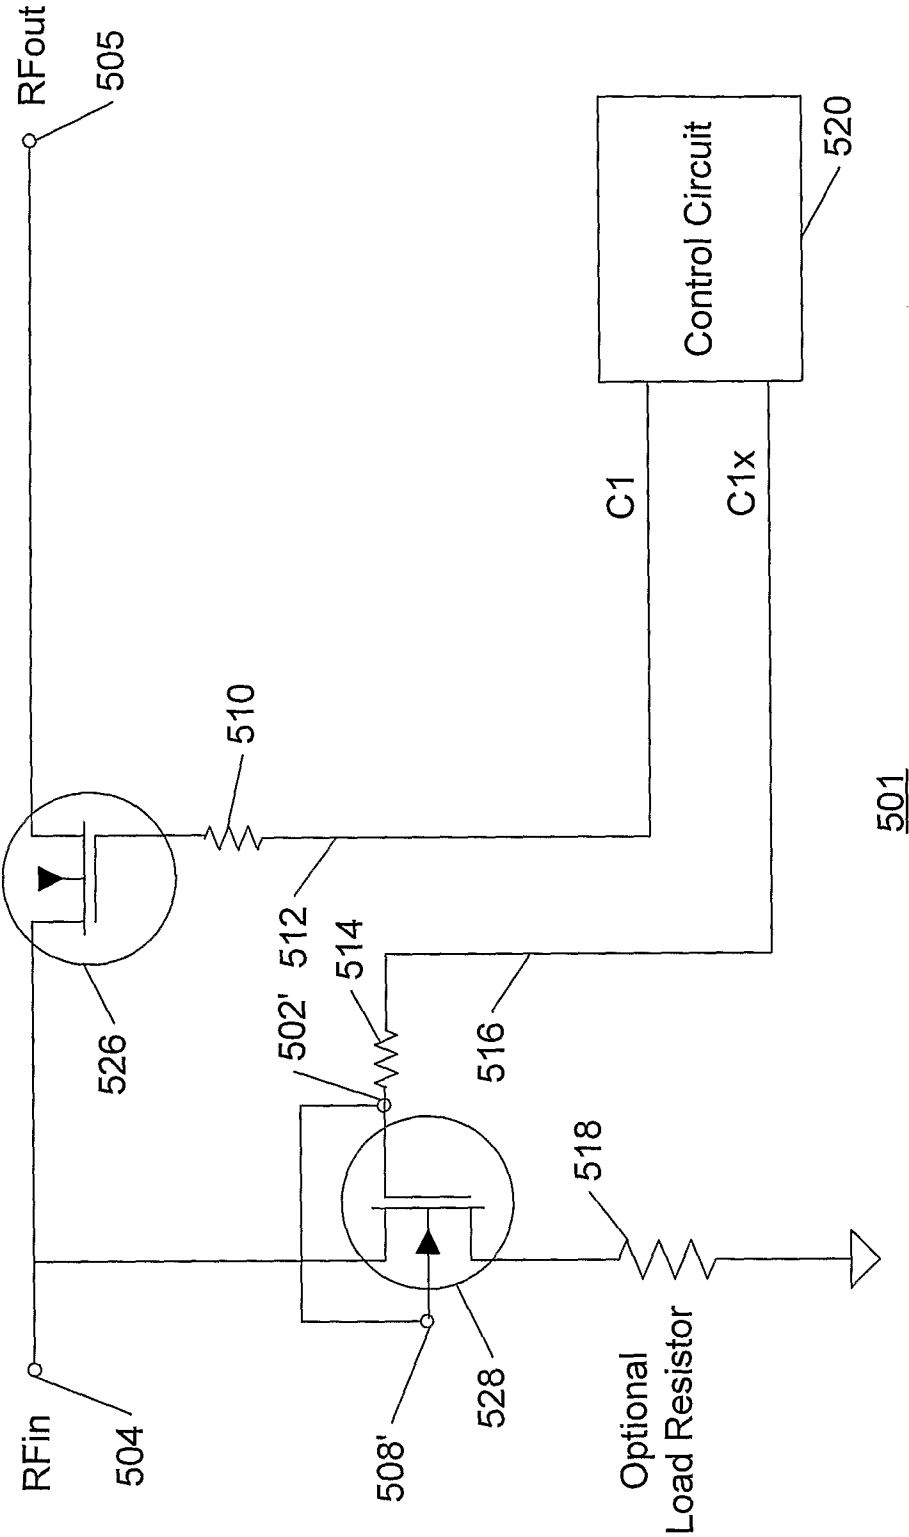 RFin
504
RFout
505
526
510
512
502'
514
516
508'
528
518
Optional
Load Resistor
C1
C1x
Control Circuit
520
501